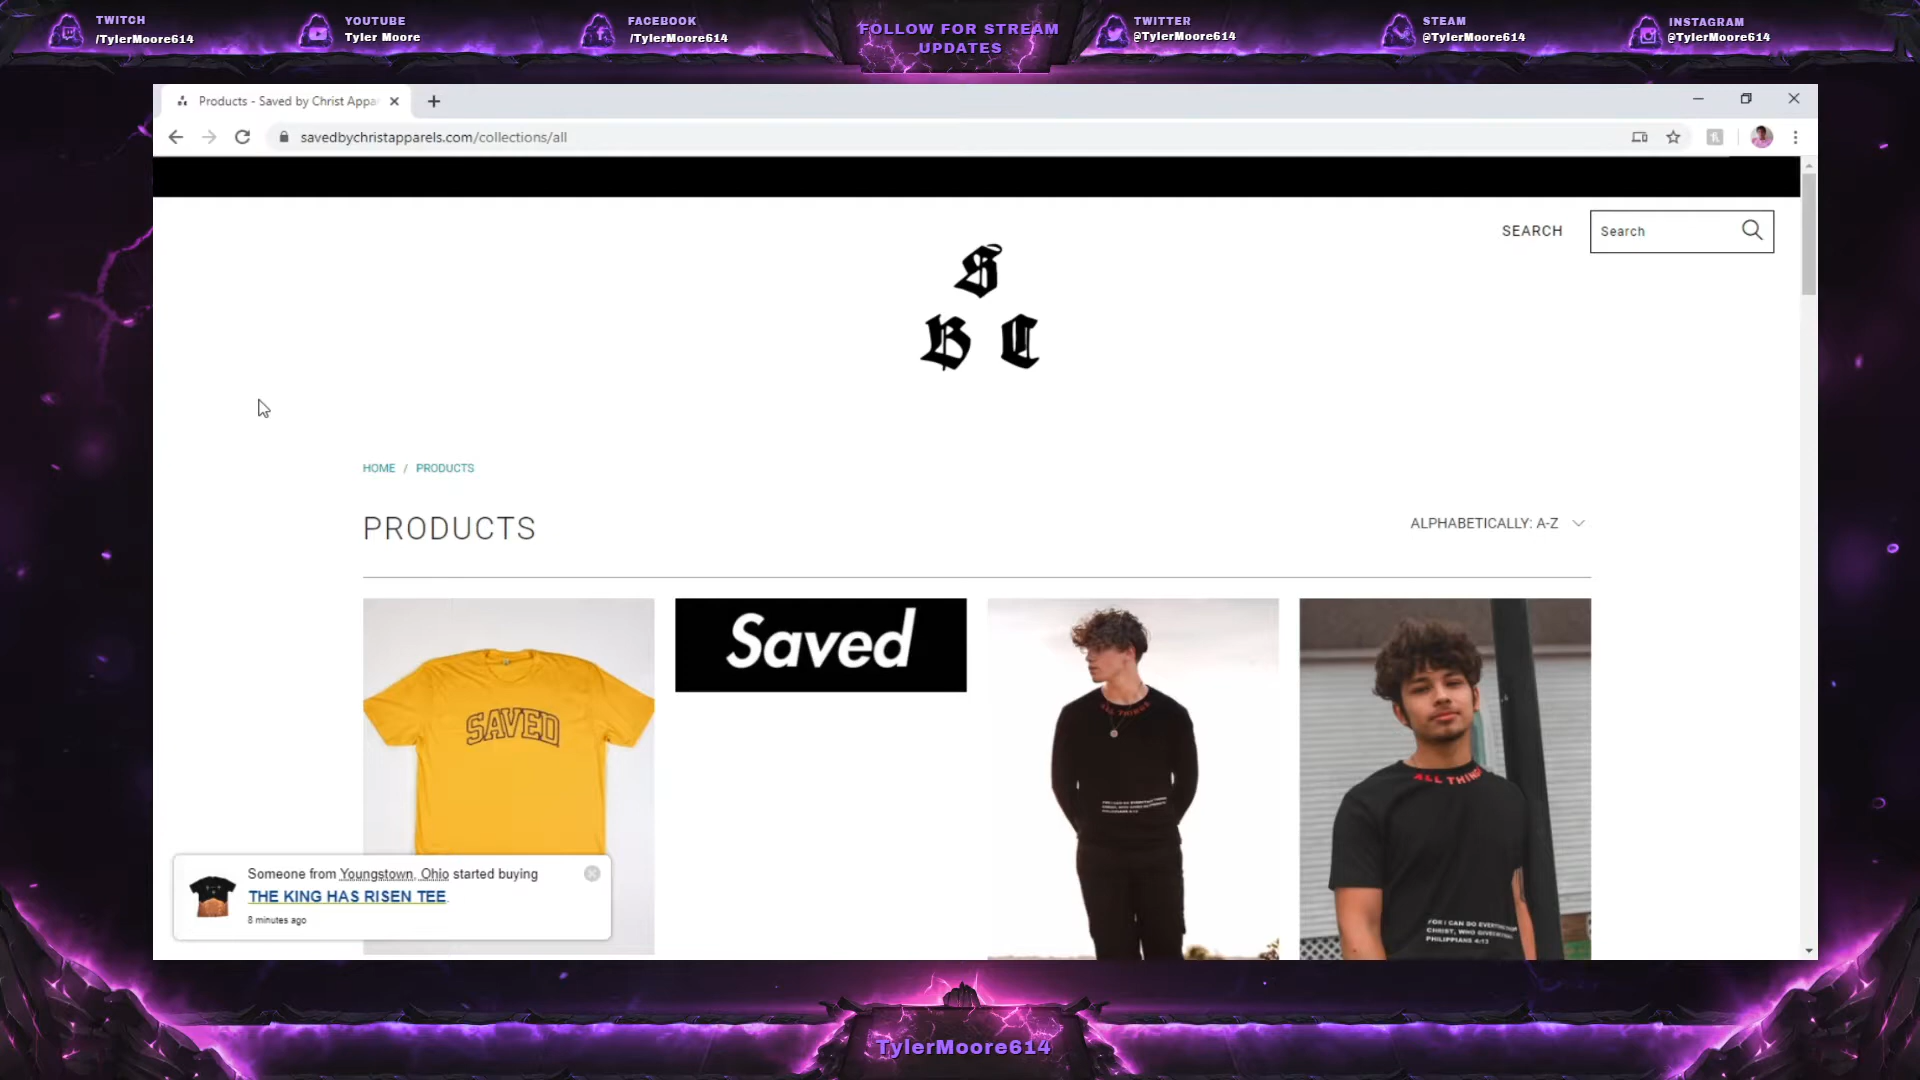 TWITCH
/TylerMoore614
YOUTUBE
Tyler Moore
FACEBOOK
/TylerMoore614
FOLLOW FOR STREAM
UPDATES
TWITTER
@TylerMoore614
STEAM
@TylerMoore614
INSTAGRAM
@TylerMoore614
Products - Saved by Christ Appa
savedbychristapparels.com/collections/all
SEARCH
Search
S
B C
HOME / PRODUCTS
PRODUCTS
ALPHABETICALLY: A-Z
SAVED
Saved
ALL THINGS
ALL THING
FOR I CAN DO EVERYTHING
CHRIST, WHO GIVES
PHILIPPIANS 4:13
Someone from Youngstown, Ohio started buying
THE KING HAS RISEN TEE
8 minutes ago
TylerMoore614